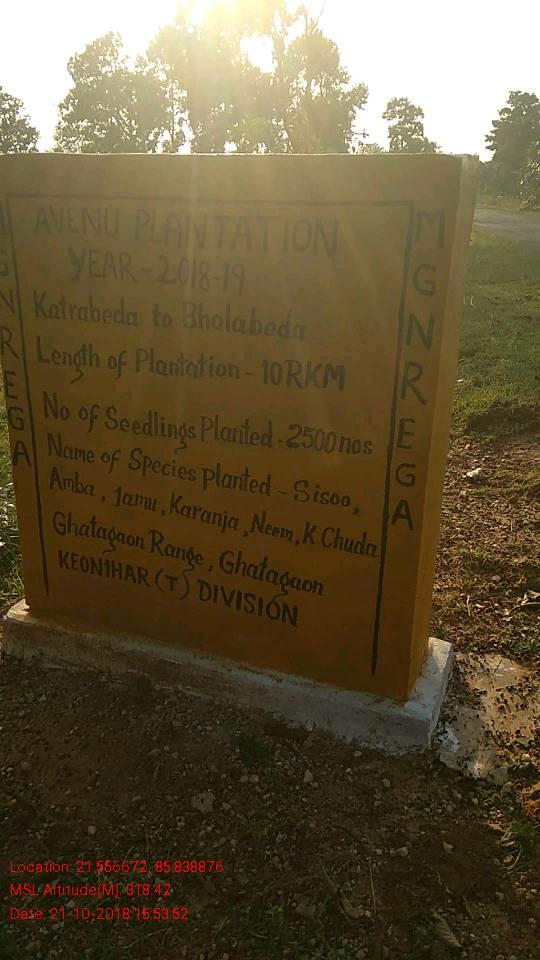 AVENU PLANTATION
YEAR - 2018-19
Katrabeda to Bholabeda
Length of Plantation - 10RKM
No of Seedlings Planted - 2500nos
Name of Species Planted - Sisoo,
Amba, Jamu, Karanja, Neem, K.Chuda
Ghatagaon Range, Ghatagaon
KEONJHAR (T) DIVISION
MGNREGA
MGNREGA
Location: 21.556672, 85.838876
MSL Altitude(M): 318.42
Date: 21-10-2018 15:53:52